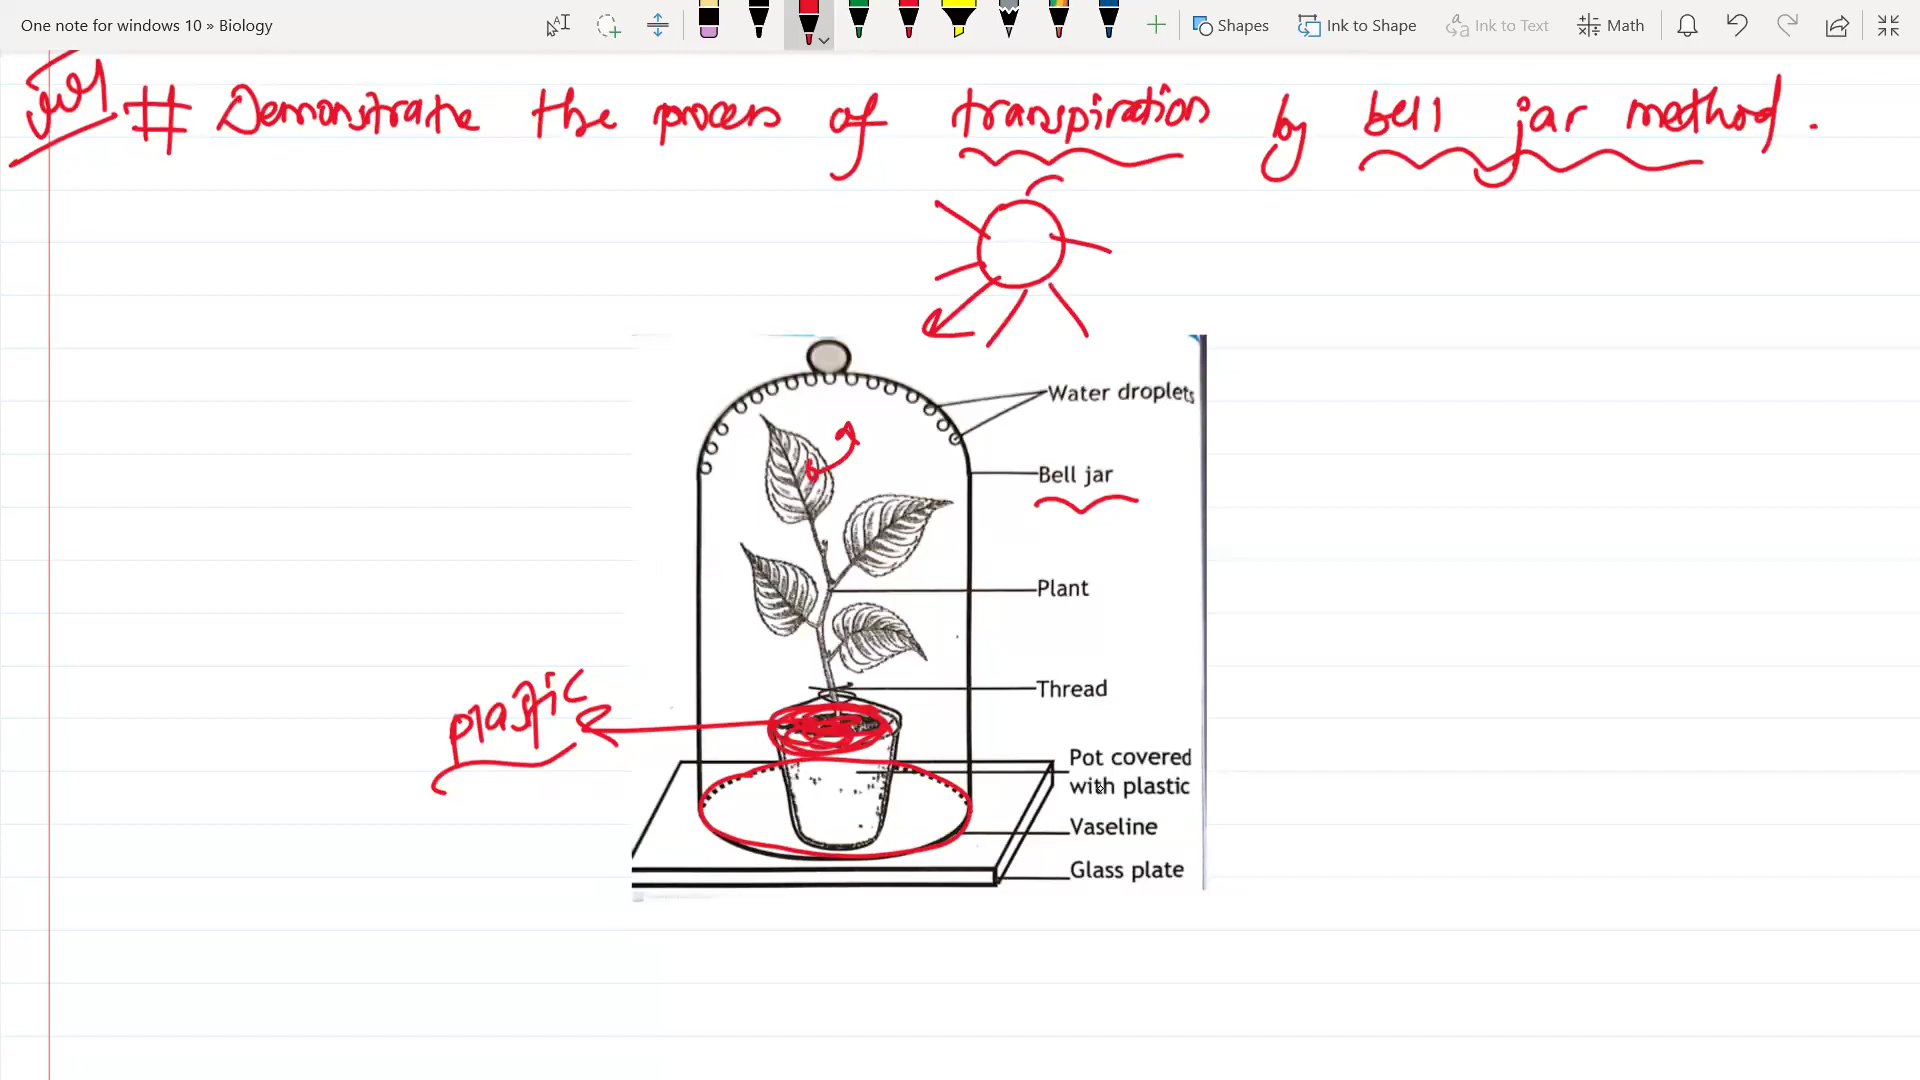 One note for windows 10 » Biology
Shapes
Ink to Shape
Ink to Text
Math
# Demonstrate the process of transpiration by bell jar method.
Water droplets
Bell jar
Plant
Thread
plastic
Pot covered
with plastic
Vaseline
Glass plate